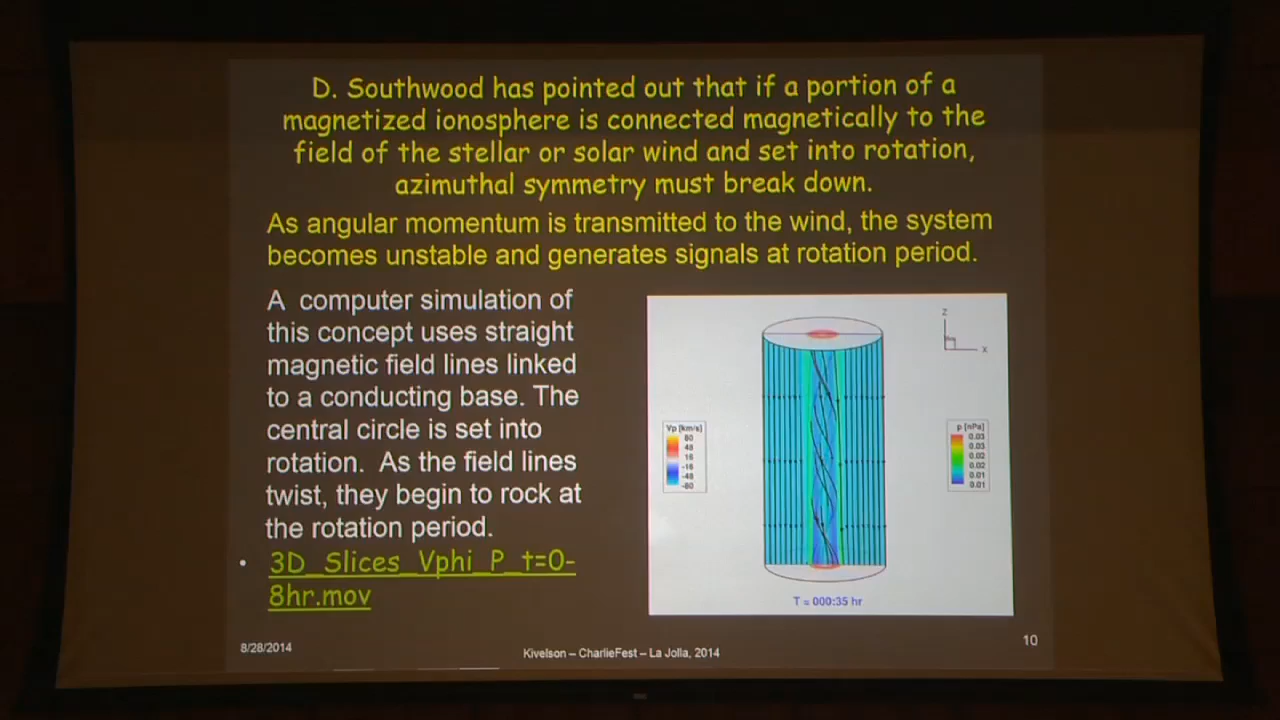 D. Southwood has pointed out that if a portion of a
magnetized ionosphere is connected magnetically to the
field of the stellar or solar wind and set into rotation,
azimuthal symmetry must break down.
As angular momentum is transmitted to the wind, the system
becomes unstable and generates signals at rotation period.
A computer simulation of
this concept uses straight
magnetic field lines linked
to a conducting base. The
central circle is set into
rotation. As the field lines
twist, they begin to rock at
the rotation period.
• 3D_Slices_Vphi_P_t=0-
8hr.mov
Z
X
Vp [km/s]
80
48
16
-16
-48
-80
p [nPa]
0.03
0.03
0.02
0.02
0.01
0.01
T = 000:35 hr
8/28/2014
Kivelson – CharlieFest – La Jolla, 2014
10